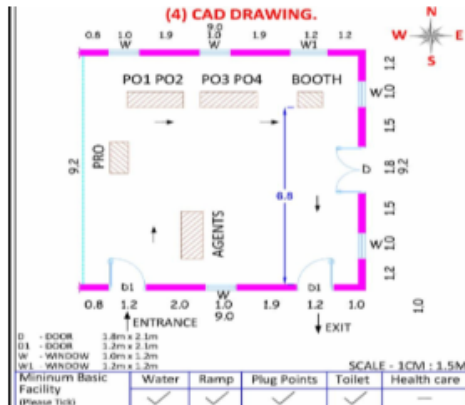 (4) CAD DRAWING.
N
W E
S
9.0
0.8 1.0 1.9 1.0 1.9 1.2 1.2
W W W1
PO1 PO2 PO3 PO4 BOOTH
1.2
W 1.0
1.5
PRO
9.2
D 1.8 9.2
6.8
1.5
AGENTS
W 1.0
1.2
D1 W D1
0.8 1.2 2.0 1.0 1.9 1.2 1.0
9.0
1.0
ENTRANCE EXIT
D - DOOR 1.8m x 2.1m
D1 - DOOR 1.2m x 2.1m
W - WINDOW 1.0m x 1.2m
W1 - WINDOW 1.2m x 1.2m
SCALE - 1CM : 1.5M
Mininum Basic Facility (Please Tick) Water Ramp Plug Points Toilet Health care
✓ ✓ ✓ ✓ —